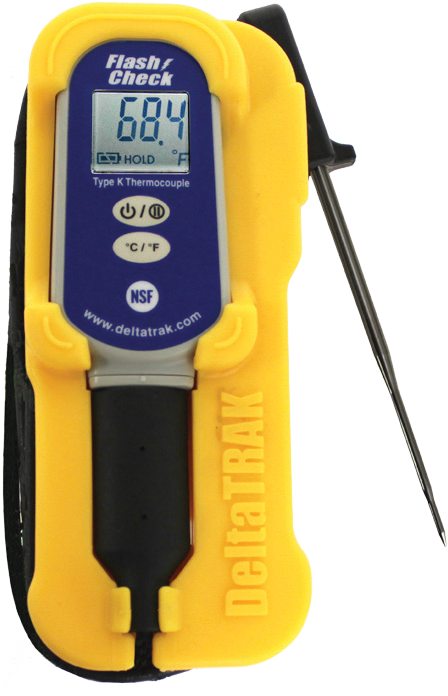 Flash
Check
68.4
HOLD °F
Type K Thermocouple
°C / °F
NSF
www.deltatrak.com
DeltaTRAK